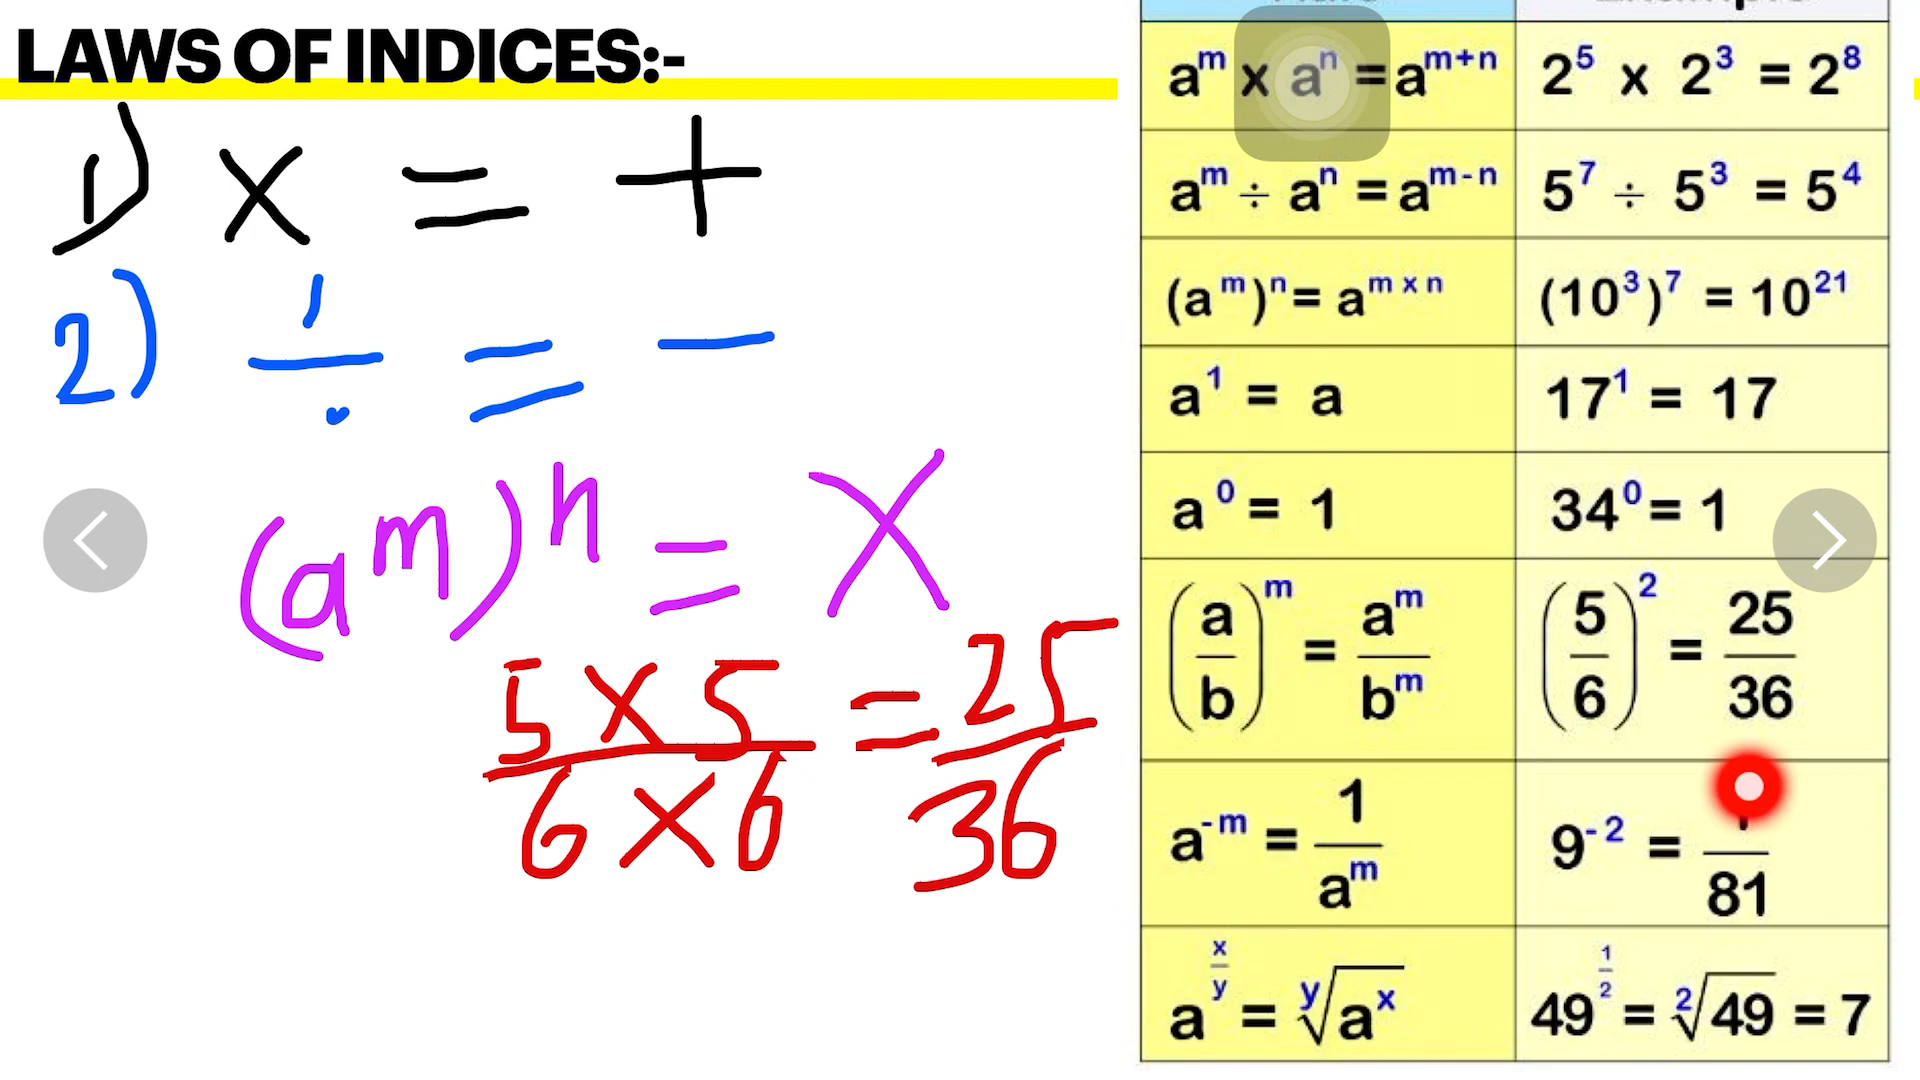 LAWS OF INDICES:-
1) x = +
2) ÷ = −
(a^m)^n = X
5 X 5 / 6 X 6 = 25 / 36
a^m x a^n = a^(m+n)
2^5 x 2^3 = 2^8
a^m ÷ a^n = a^(m-n)
5^7 ÷ 5^3 = 5^4
(a^m)^n = a^(m x n)
(10^3)^7 = 10^21
a^1 = a
17^1 = 17
a^0 = 1
34^0 = 1
(a/b)^m = a^m/b^m
(5/6)^2 = 25/36
a^-m = 1/a^m
9^-2 = 1/81
a^(x/y) = y√a^x
49^(1/2) = 2√49 = 7